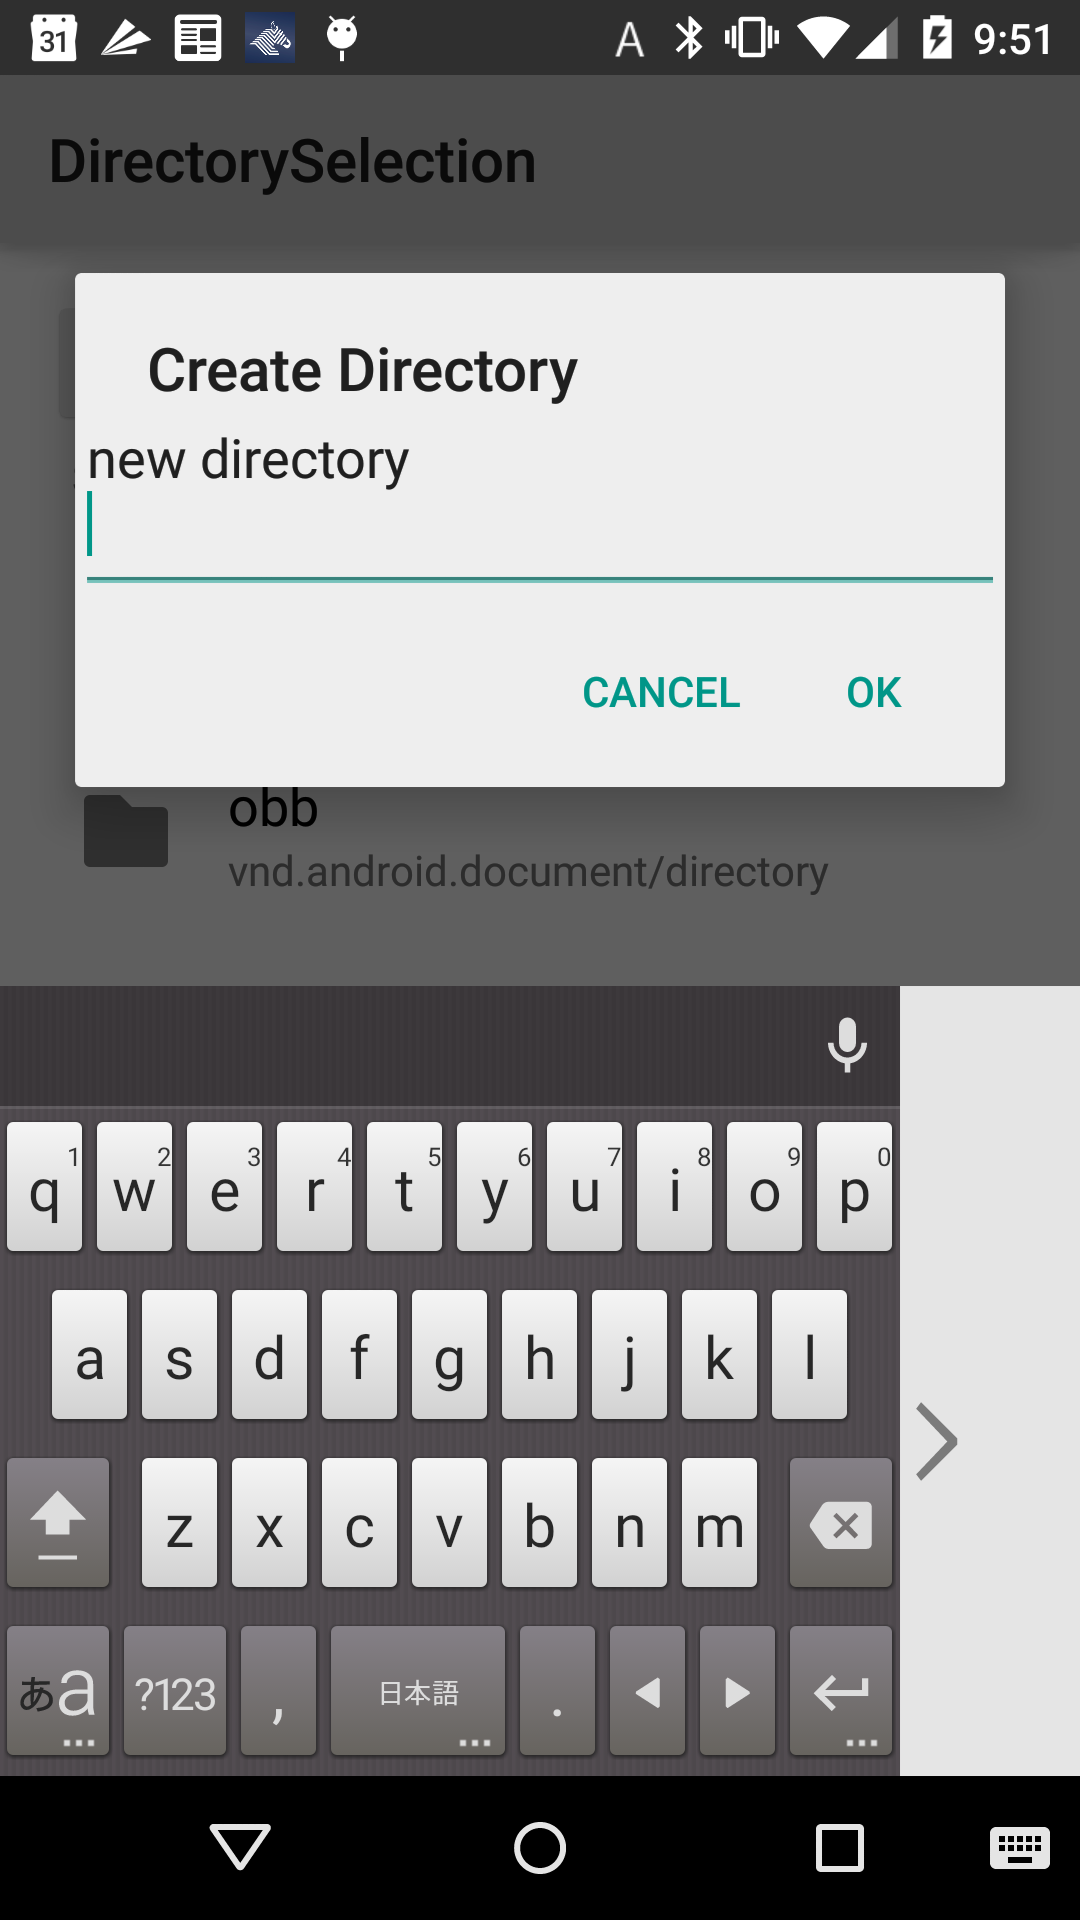 31 A 9:51
DirectorySelection
Create Directory
new directory
CANCEL OK
obb
vnd.android.document/directory
q 1 w 2 e 3 r 4 t 5 y 6 u 7 i 8 o 9 p 0
a s d f g h j k l
z x c v b n m
あa ?123 , 日本語 .